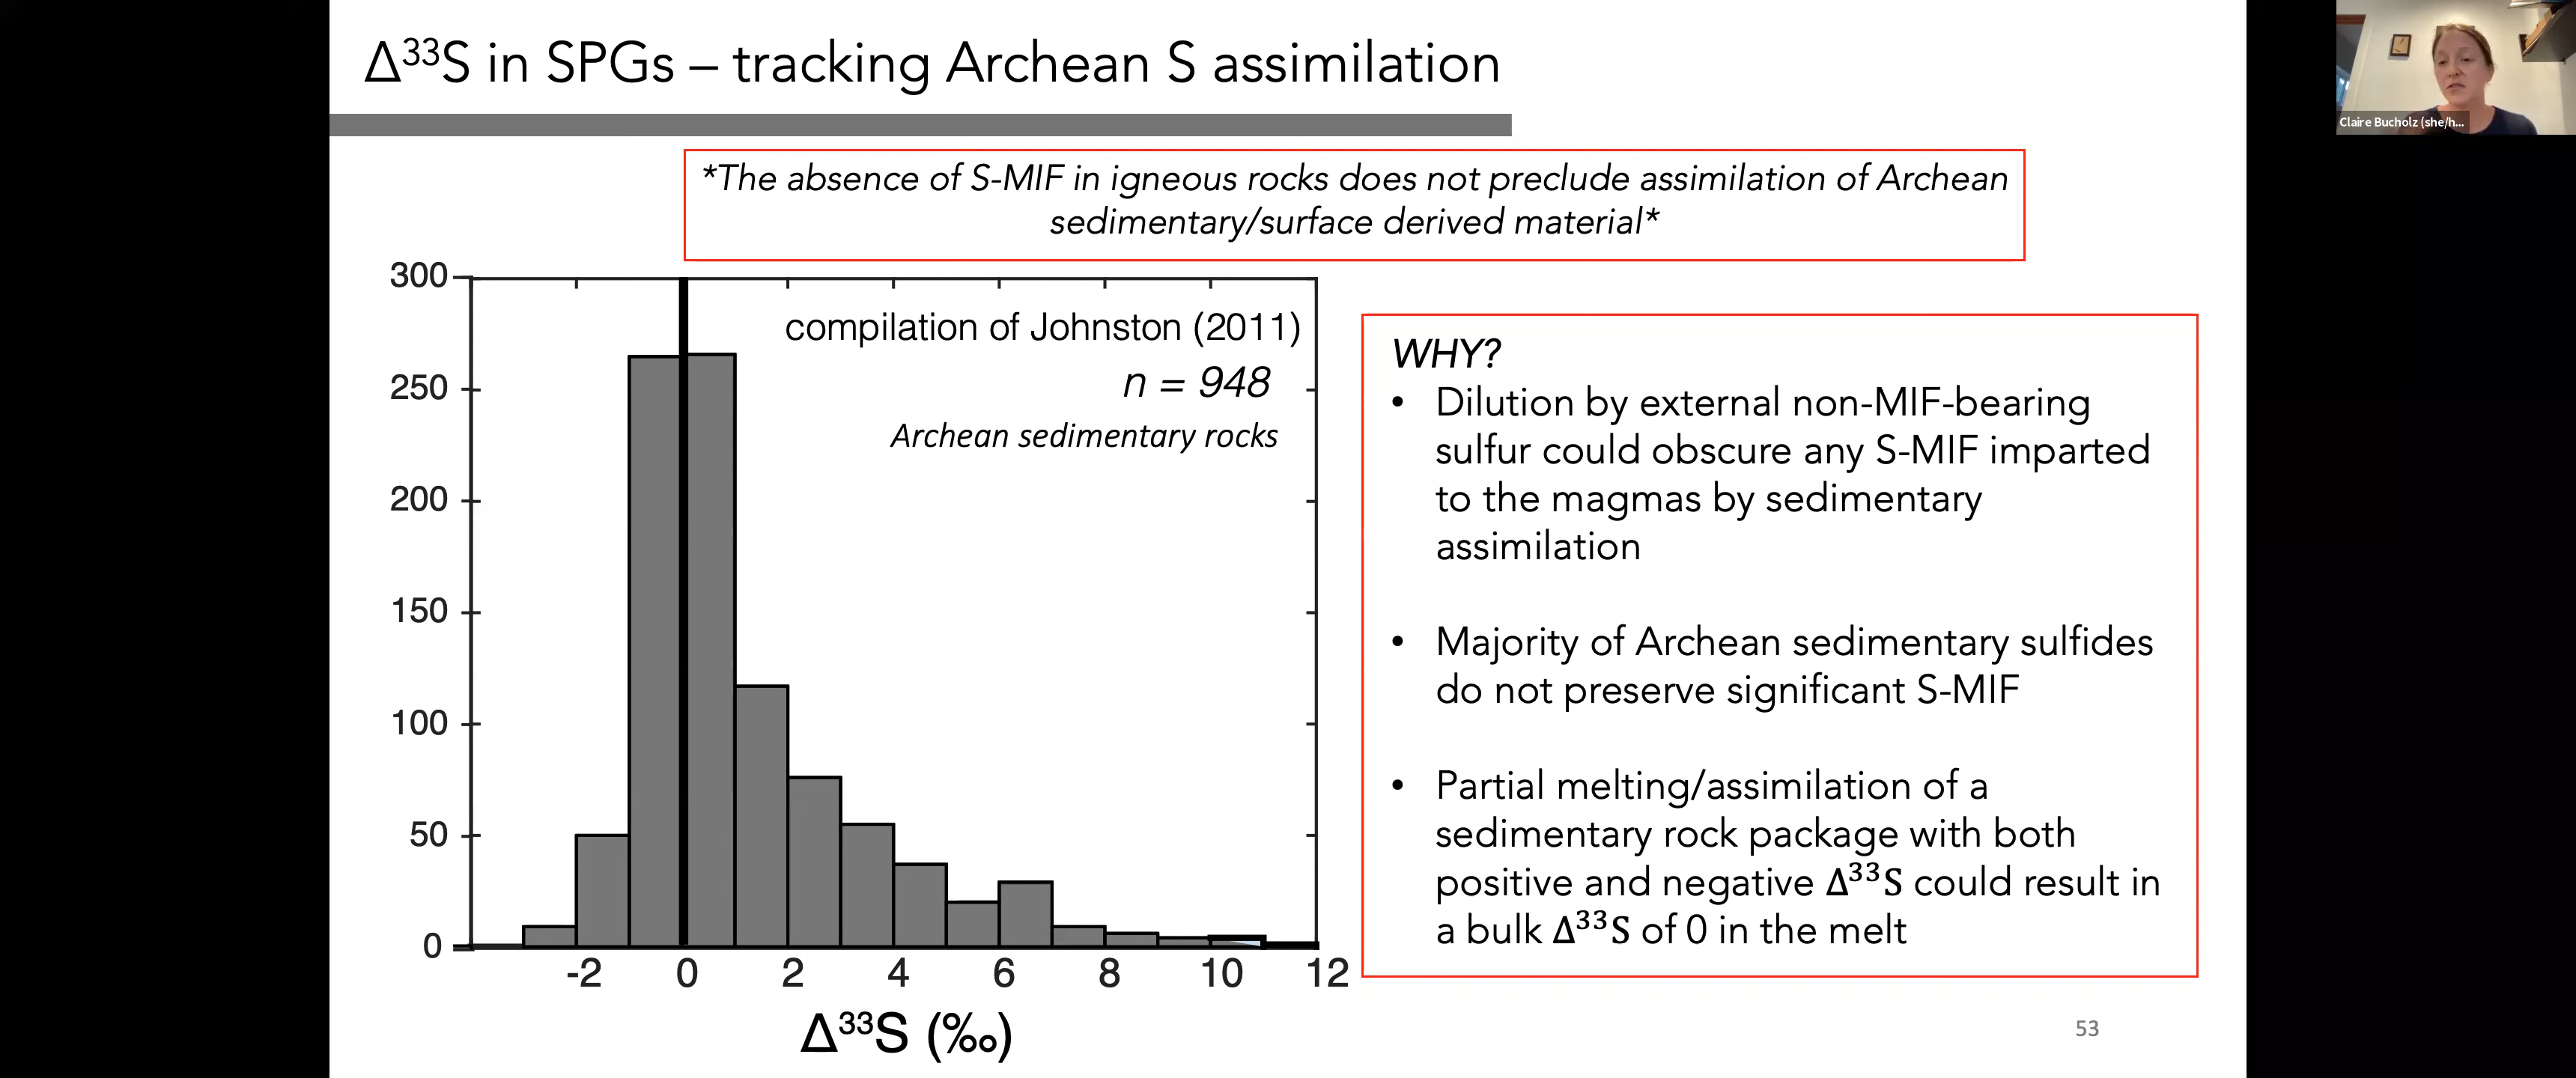 Δ³³S in SPGs – tracking Archean S assimilation
Claire Bucholz (she/h...
*The absence of S-MIF in igneous rocks does not preclude assimilation of Archean
sedimentary/surface derived material*
300
250
200
150
100
50
0
compilation of Johnston (2011)
n = 948
Archean sedimentary rocks
-2 0 2 4 6 8 10 12
Δ³³S (‰)
WHY?
• Dilution by external non-MIF-bearing
sulfur could obscure any S-MIF imparted
to the magmas by sedimentary
assimilation
• Majority of Archean sedimentary sulfides
do not preserve significant S-MIF
• Partial melting/assimilation of a
sedimentary rock package with both
positive and negative Δ³³S could result in
a bulk Δ³³S of 0 in the melt
53